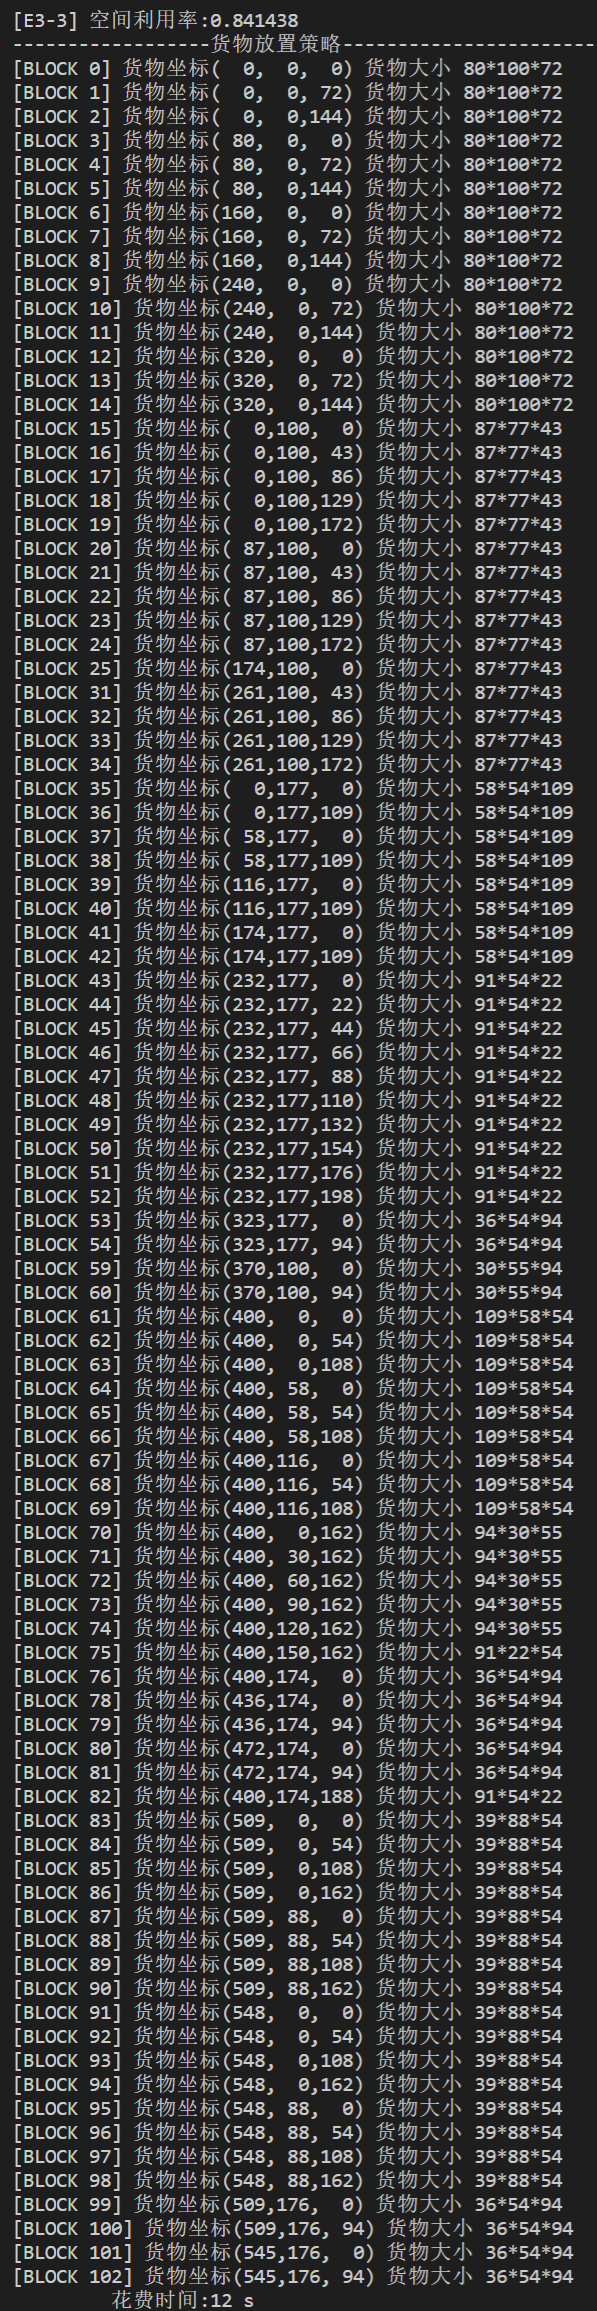 [E3-3] 空间利用率:0.841438
------------------货物放置策略-----------------------
[BLOCK 0] 货物坐标(  0,  0,  0) 货物大小 80*100*72
[BLOCK 1] 货物坐标(  0,  0, 72) 货物大小 80*100*72
[BLOCK 2] 货物坐标(  0,  0,144) 货物大小 80*100*72
[BLOCK 3] 货物坐标( 80,  0,  0) 货物大小 80*100*72
[BLOCK 4] 货物坐标( 80,  0, 72) 货物大小 80*100*72
[BLOCK 5] 货物坐标( 80,  0,144) 货物大小 80*100*72
[BLOCK 6] 货物坐标(160,  0,  0) 货物大小 80*100*72
[BLOCK 7] 货物坐标(160,  0, 72) 货物大小 80*100*72
[BLOCK 8] 货物坐标(160,  0,144) 货物大小 80*100*72
[BLOCK 9] 货物坐标(240,  0,  0) 货物大小 80*100*72
[BLOCK 10] 货物坐标(240,  0, 72) 货物大小 80*100*72
[BLOCK 11] 货物坐标(240,  0,144) 货物大小 80*100*72
[BLOCK 12] 货物坐标(320,  0,  0) 货物大小 80*100*72
[BLOCK 13] 货物坐标(320,  0, 72) 货物大小 80*100*72
[BLOCK 14] 货物坐标(320,  0,144) 货物大小 80*100*72
[BLOCK 15] 货物坐标(  0,100,  0) 货物大小 87*77*43
[BLOCK 16] 货物坐标(  0,100, 43) 货物大小 87*77*43
[BLOCK 17] 货物坐标(  0,100, 86) 货物大小 87*77*43
[BLOCK 18] 货物坐标(  0,100,129) 货物大小 87*77*43
[BLOCK 19] 货物坐标(  0,100,172) 货物大小 87*77*43
[BLOCK 20] 货物坐标( 87,100,  0) 货物大小 87*77*43
[BLOCK 21] 货物坐标( 87,100, 43) 货物大小 87*77*43
[BLOCK 22] 货物坐标( 87,100, 86) 货物大小 87*77*43
[BLOCK 23] 货物坐标( 87,100,129) 货物大小 87*77*43
[BLOCK 24] 货物坐标( 87,100,172) 货物大小 87*77*43
[BLOCK 25] 货物坐标(174,100,  0) 货物大小 87*77*43
[BLOCK 31] 货物坐标(261,100, 43) 货物大小 87*77*43
[BLOCK 32] 货物坐标(261,100, 86) 货物大小 87*77*43
[BLOCK 33] 货物坐标(261,100,129) 货物大小 87*77*43
[BLOCK 34] 货物坐标(261,100,172) 货物大小 87*77*43
[BLOCK 35] 货物坐标(  0,177,  0) 货物大小 58*54*109
[BLOCK 36] 货物坐标(  0,177,109) 货物大小 58*54*109
[BLOCK 37] 货物坐标( 58,177,  0) 货物大小 58*54*109
[BLOCK 38] 货物坐标( 58,177,109) 货物大小 58*54*109
[BLOCK 39] 货物坐标(116,177,  0) 货物大小 58*54*109
[BLOCK 40] 货物坐标(116,177,109) 货物大小 58*54*109
[BLOCK 41] 货物坐标(174,177,  0) 货物大小 58*54*109
[BLOCK 42] 货物坐标(174,177,109) 货物大小 58*54*109
[BLOCK 43] 货物坐标(232,177,  0) 货物大小 91*54*22
[BLOCK 44] 货物坐标(232,177, 22) 货物大小 91*54*22
[BLOCK 45] 货物坐标(232,177, 44) 货物大小 91*54*22
[BLOCK 46] 货物坐标(232,177, 66) 货物大小 91*54*22
[BLOCK 47] 货物坐标(232,177, 88) 货物大小 91*54*22
[BLOCK 48] 货物坐标(232,177,110) 货物大小 91*54*22
[BLOCK 49] 货物坐标(232,177,132) 货物大小 91*54*22
[BLOCK 50] 货物坐标(232,177,154) 货物大小 91*54*22
[BLOCK 51] 货物坐标(232,177,176) 货物大小 91*54*22
[BLOCK 52] 货物坐标(232,177,198) 货物大小 91*54*22
[BLOCK 53] 货物坐标(323,177,  0) 货物大小 36*54*94
[BLOCK 54] 货物坐标(323,177, 94) 货物大小 36*54*94
[BLOCK 59] 货物坐标(370,100,  0) 货物大小 30*55*94
[BLOCK 60] 货物坐标(370,100, 94) 货物大小 30*55*94
[BLOCK 61] 货物坐标(400,  0,  0) 货物大小 109*58*54
[BLOCK 62] 货物坐标(400,  0, 54) 货物大小 109*58*54
[BLOCK 63] 货物坐标(400,  0,108) 货物大小 109*58*54
[BLOCK 64] 货物坐标(400, 58,  0) 货物大小 109*58*54
[BLOCK 65] 货物坐标(400, 58, 54) 货物大小 109*58*54
[BLOCK 66] 货物坐标(400, 58,108) 货物大小 109*58*54
[BLOCK 67] 货物坐标(400,116,  0) 货物大小 109*58*54
[BLOCK 68] 货物坐标(400,116, 54) 货物大小 109*58*54
[BLOCK 69] 货物坐标(400,116,108) 货物大小 109*58*54
[BLOCK 70] 货物坐标(400,  0,162) 货物大小 94*30*55
[BLOCK 71] 货物坐标(400, 30,162) 货物大小 94*30*55
[BLOCK 72] 货物坐标(400, 60,162) 货物大小 94*30*55
[BLOCK 73] 货物坐标(400, 90,162) 货物大小 94*30*55
[BLOCK 74] 货物坐标(400,120,162) 货物大小 94*30*55
[BLOCK 75] 货物坐标(400,150,162) 货物大小 91*22*54
[BLOCK 76] 货物坐标(400,174,  0) 货物大小 36*54*94
[BLOCK 78] 货物坐标(436,174,  0) 货物大小 36*54*94
[BLOCK 79] 货物坐标(436,174, 94) 货物大小 36*54*94
[BLOCK 80] 货物坐标(472,174,  0) 货物大小 36*54*94
[BLOCK 81] 货物坐标(472,174, 94) 货物大小 36*54*94
[BLOCK 82] 货物坐标(400,174,188) 货物大小 91*54*22
[BLOCK 83] 货物坐标(509,  0,  0) 货物大小 39*88*54
[BLOCK 84] 货物坐标(509,  0, 54) 货物大小 39*88*54
[BLOCK 85] 货物坐标(509,  0,108) 货物大小 39*88*54
[BLOCK 86] 货物坐标(509,  0,162) 货物大小 39*88*54
[BLOCK 87] 货物坐标(509, 88,  0) 货物大小 39*88*54
[BLOCK 88] 货物坐标(509, 88, 54) 货物大小 39*88*54
[BLOCK 89] 货物坐标(509, 88,108) 货物大小 39*88*54
[BLOCK 90] 货物坐标(509, 88,162) 货物大小 39*88*54
[BLOCK 91] 货物坐标(548,  0,  0) 货物大小 39*88*54
[BLOCK 92] 货物坐标(548,  0, 54) 货物大小 39*88*54
[BLOCK 93] 货物坐标(548,  0,108) 货物大小 39*88*54
[BLOCK 94] 货物坐标(548,  0,162) 货物大小 39*88*54
[BLOCK 95] 货物坐标(548, 88,  0) 货物大小 39*88*54
[BLOCK 96] 货物坐标(548, 88, 54) 货物大小 39*88*54
[BLOCK 97] 货物坐标(548, 88,108) 货物大小 39*88*54
[BLOCK 98] 货物坐标(548, 88,162) 货物大小 39*88*54
[BLOCK 99] 货物坐标(509,176,  0) 货物大小 36*54*94
[BLOCK 100] 货物坐标(509,176, 94) 货物大小 36*54*94
[BLOCK 101] 货物坐标(545,176,  0) 货物大小 36*54*94
[BLOCK 102] 货物坐标(545,176, 94) 货物大小 36*54*94
花费时间:12 s